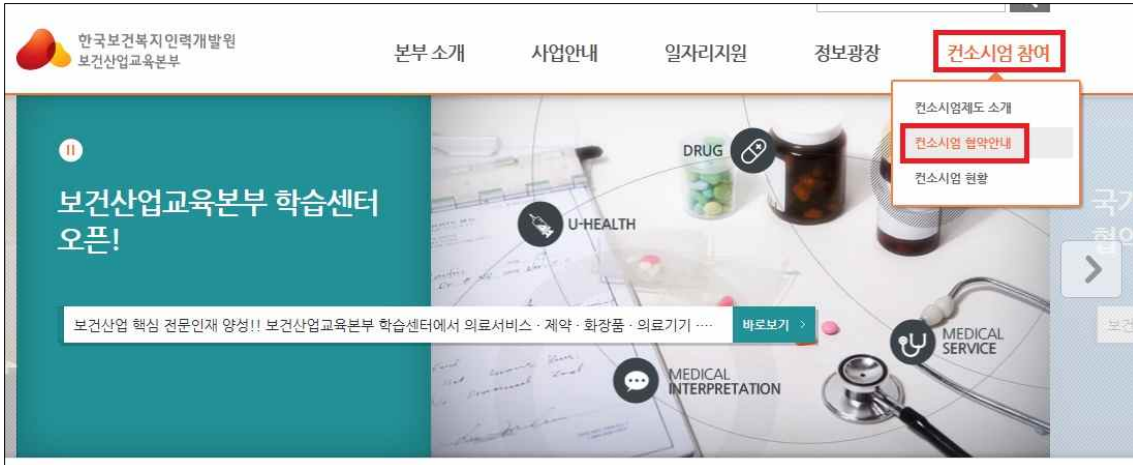 한국보건복지인력개발원
보건산업교육본부
본부 소개
사업안내
일자리지원
정보광장
컨소시엄 참여
컨소시엄제도 소개
컨소시엄 협약안내
컨소시엄 현황
보건산업교육본부 학습센터
오픈!
보건산업 핵심 전문인재 양성!! 보건산업교육본부 학습센터에서 의료서비스 · 제약 · 화장품 · 의료기기 ····
바로보기 >
DRUG
U-HEALTH
MEDICAL
SERVICE
MEDICAL
INTERPRETATION
국가
협약
보건